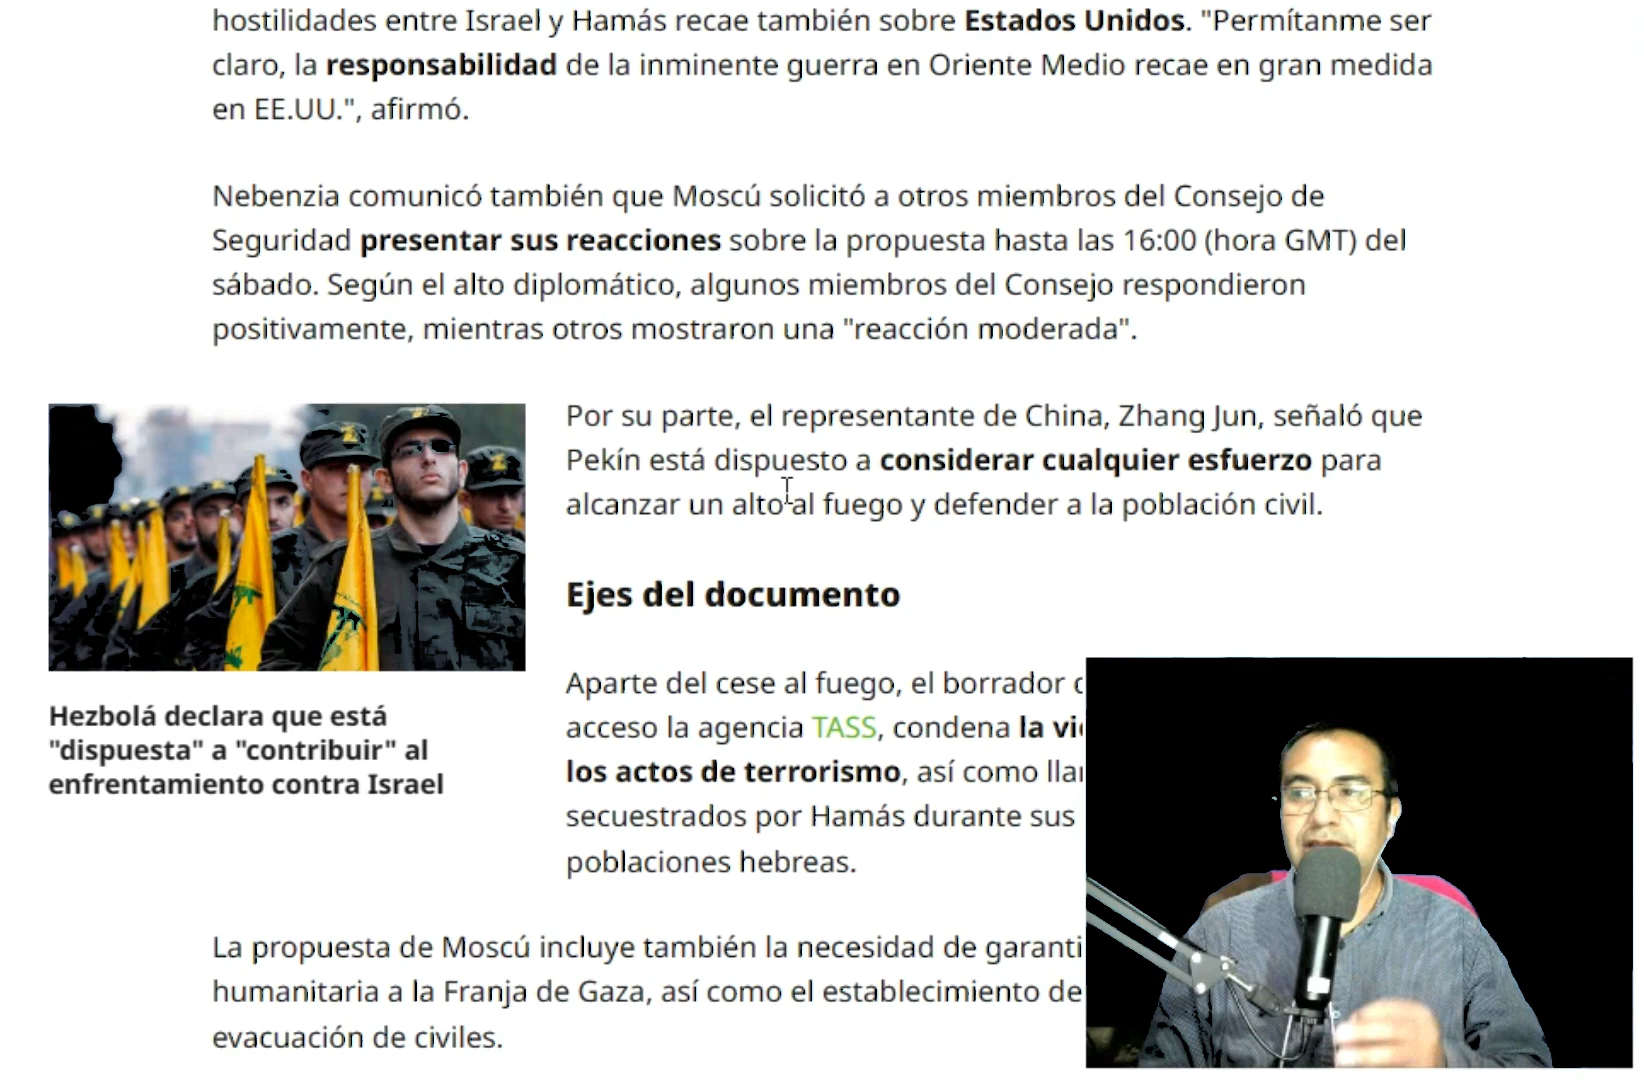 hostilidades entre Israel y Hamás recae también sobre Estados Unidos. "Permítanme ser
claro, la responsabilidad de la inminente guerra en Oriente Medio recae en gran medida
en EE.UU.", afirmó.
Nebenzia comunicó también que Moscú solicitó a otros miembros del Consejo de
Seguridad presentar sus reacciones sobre la propuesta hasta las 16:00 (hora GMT) del
sábado. Según el alto diplomático, algunos miembros del Consejo respondieron
positivamente, mientras otros mostraron una "reacción moderada".
Por su parte, el representante de China, Zhang Jun, señaló que
Pekín está dispuesto a considerar cualquier esfuerzo para
alcanzar un alto al fuego y defender a la población civil.
Hezbolá declara que está
"dispuesta" a "contribuir" al
enfrentamiento contra Israel
Ejes del documento
Aparte del cese al fuego, el borrador
acceso la agencia TASS, condena la
los actos de terrorismo, así como
secuestrados por Hamás durante sus
poblaciones hebreas.
La propuesta de Moscú incluye también la necesidad de
humanitaria a la Franja de Gaza, así como el establecimiento de
evacuación de civiles.